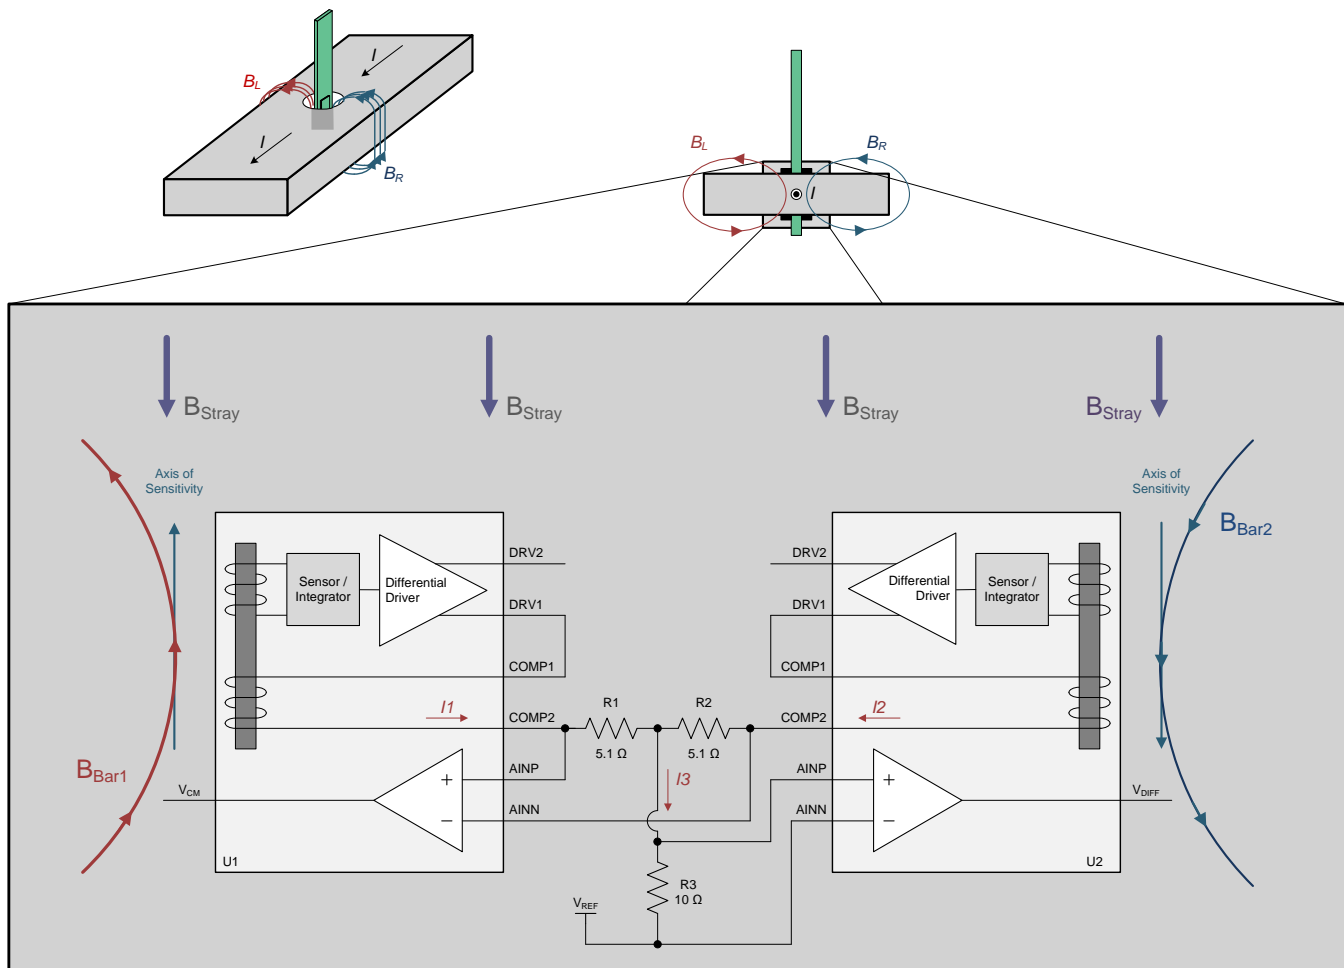 I
B_L
I
B_R
B_L
B_R
I
B_Stray
B_Stray
B_Stray
B_Stray
Axis of
Sensitivity
Axis of
Sensitivity
B_Bar2
DRV2
DRV2
Sensor /
Integrator
Differential
Driver
Differential
Driver
Sensor /
Integrator
DRV1
DRV1
COMP1
COMP1
I1
COMP2
R1
R2
COMP2
I2
5.1 Ω
5.1 Ω
B_Bar1
V_CM
+
AINP
I3
AINP
+
V_DIFF
−
AINN
AINN
−
U1
U2
R3
10 Ω
V_REF